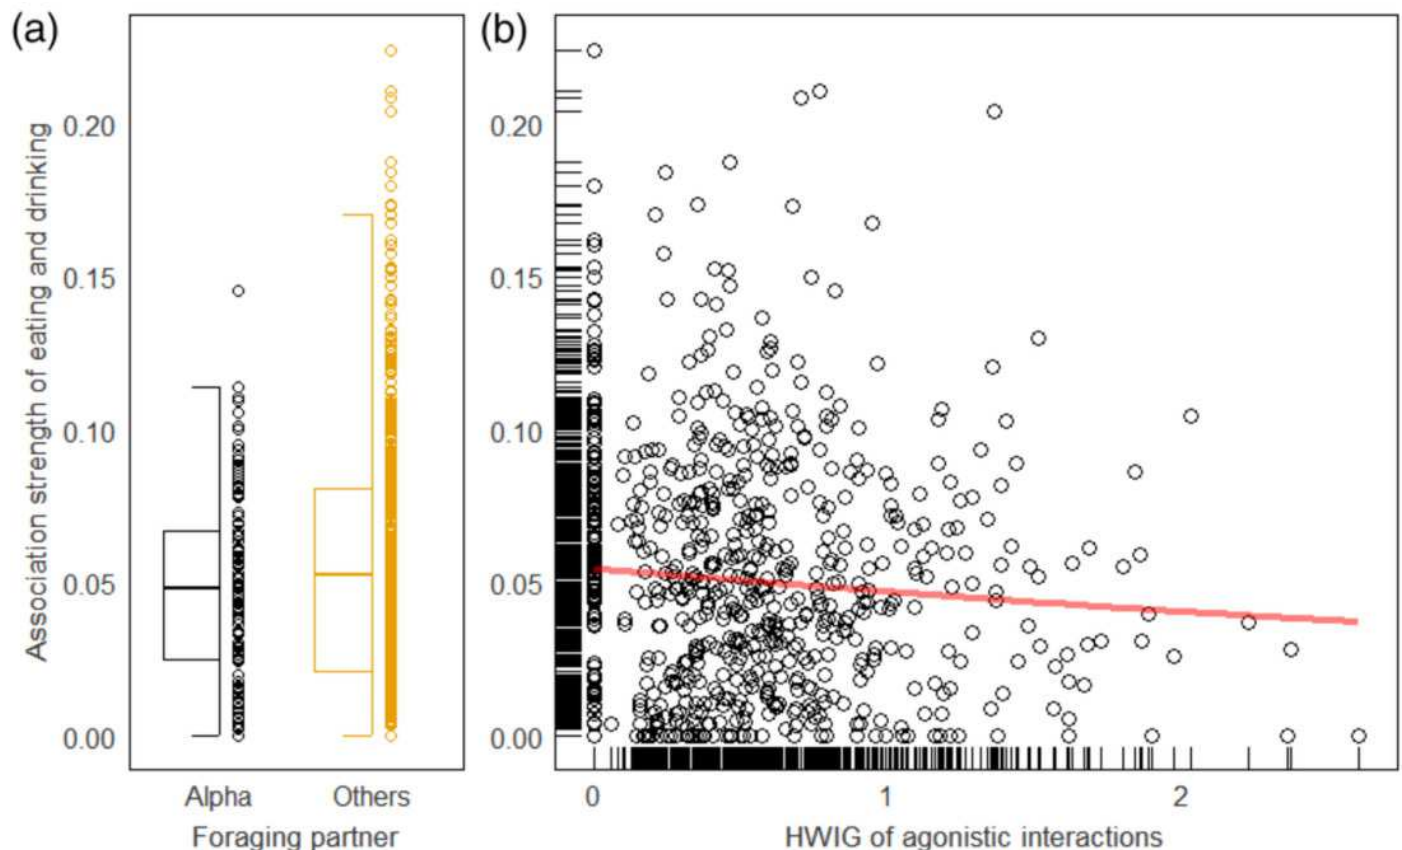 (a)
(b)
Association strength of eating and drinking
0.20
0.15
0.10
0.05
0.00
Alpha Others
Foraging partner
0.20
0.15
0.10
0.05
0.00
0 1 2
HWIG of agonistic interactions